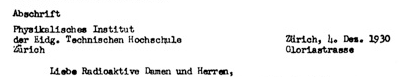 Abschrift
Physikalisches Institut
der Eidg. Technischen Hochschule Zürich, 4. Dez. 1930
Zürich Gloriastrasse
Liebe Radioaktive Damen und Herren,